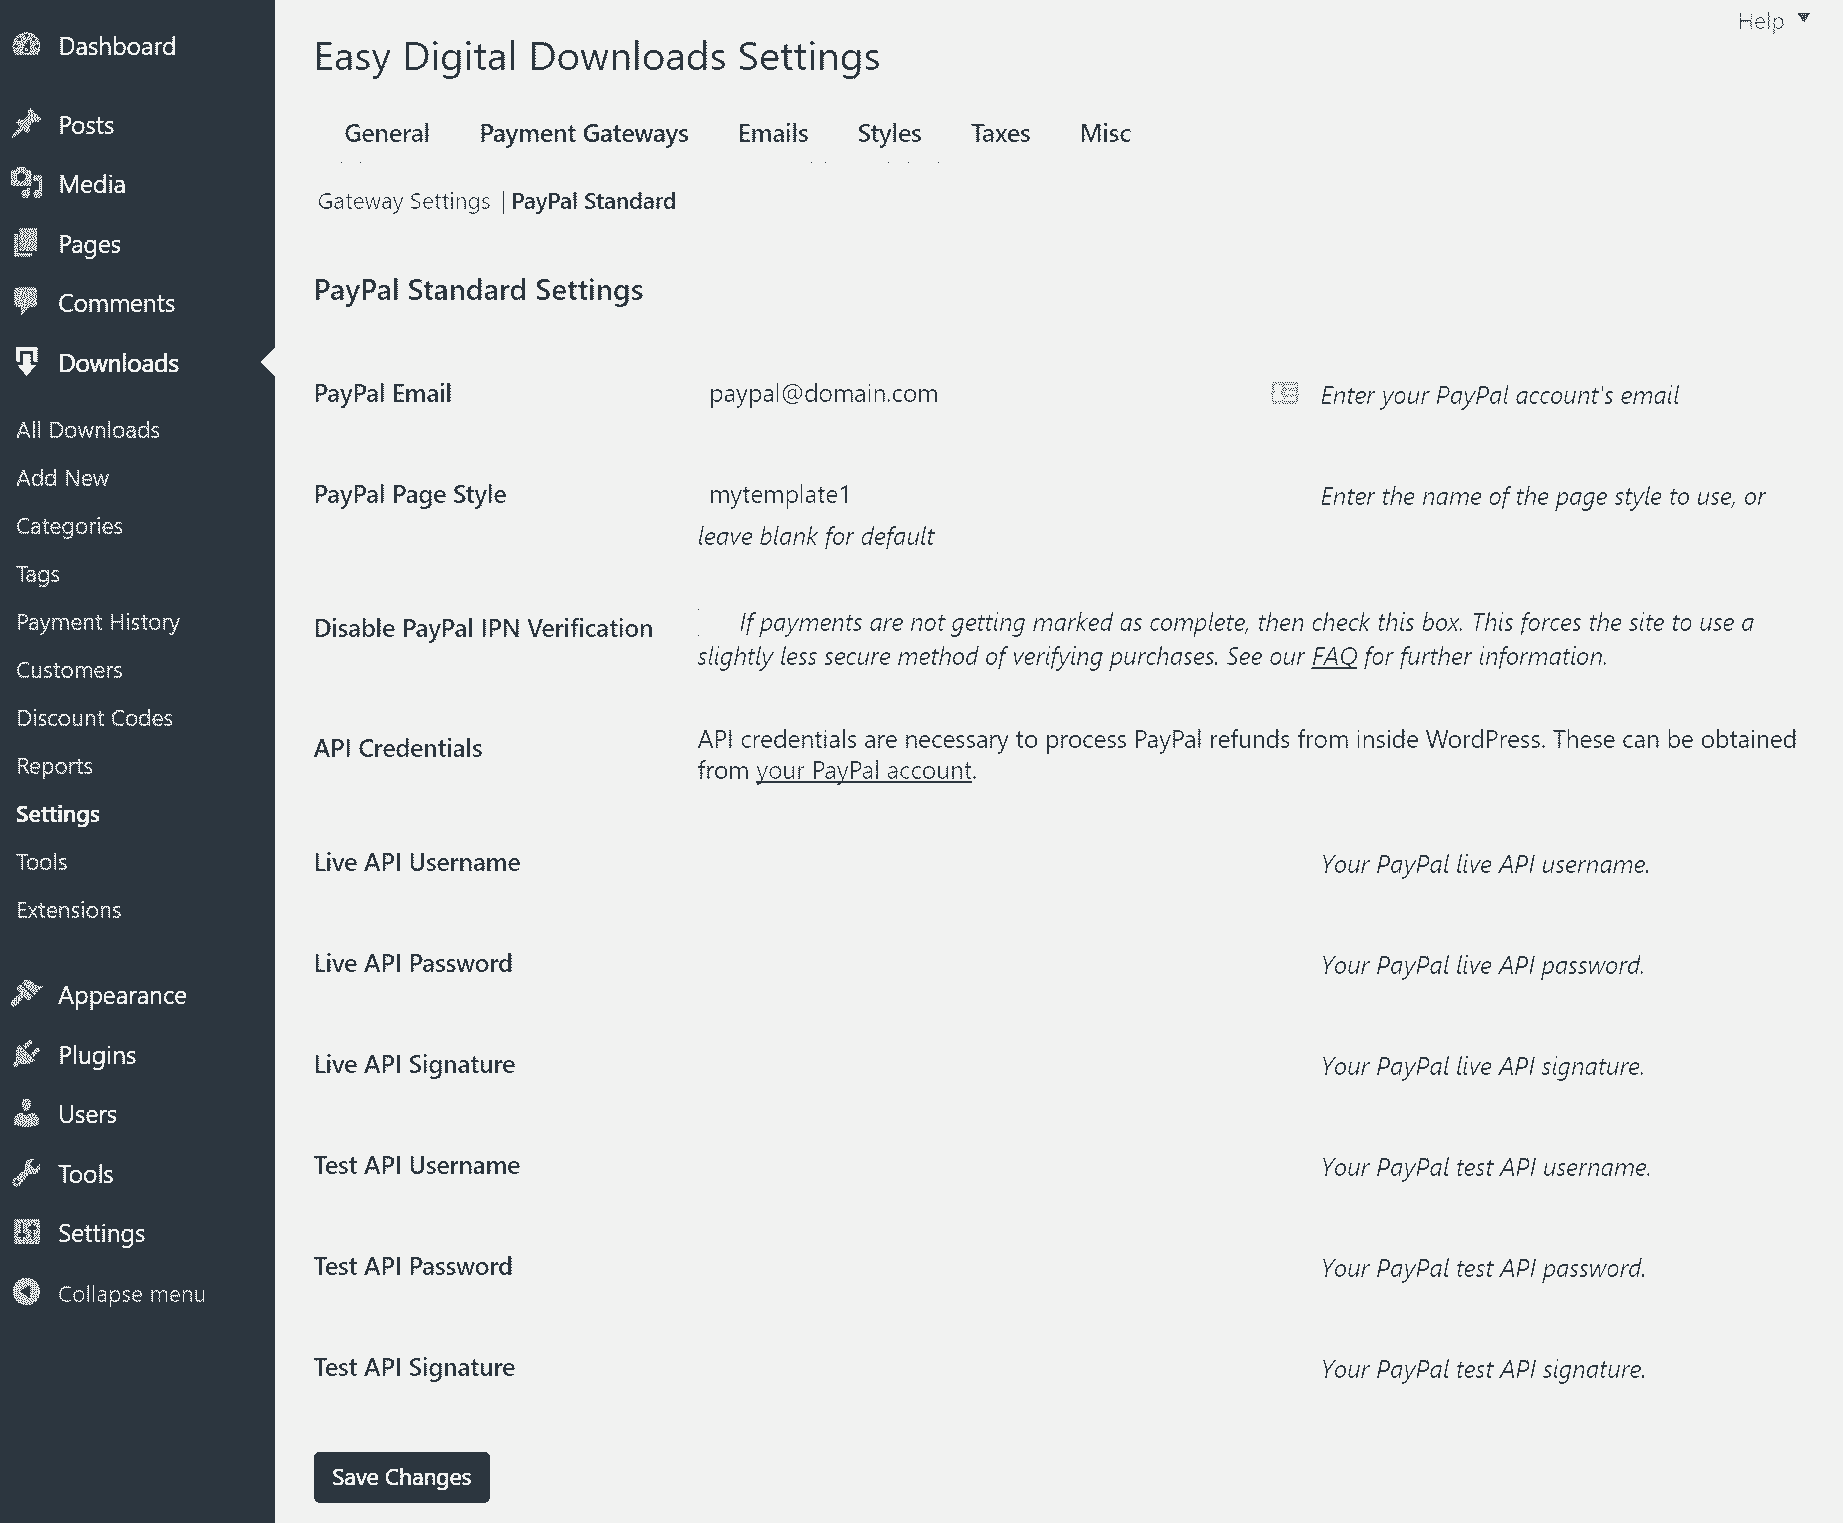 Help
Easy Digital Downloads Settings
General Payment Gateways Emails Styles Taxes Misc
Gateway Settings | PayPal Standard
PayPal Standard Settings
PayPal Email paypal@domain.com Enter your PayPal account's email
PayPal Page Style mytemplate1 Enter the name of the page style to use, or
leave blank for default
Disable PayPal IPN Verification If payments are not getting marked as complete, then check this box. This forces the site to use a
slightly less secure method of verifying purchases. See our FAQ for further information.
API Credentials API credentials are necessary to process PayPal refunds from inside WordPress. These can be obtained
from your PayPal account.
Live API Username Your PayPal live API username.
Live API Password Your PayPal live API password.
Live API Signature Your PayPal live API signature.
Test API Username Your PayPal test API username.
Test API Password Your PayPal test API password.
Test API Signature Your PayPal test API signature.
Save Changes
Dashboard
Posts
Media
Pages
Comments
Downloads
All Downloads
Add New
Categories
Tags
Payment History
Customers
Discount Codes
Reports
Settings
Tools
Extensions
Appearance
Plugins
Users
Tools
Settings
Collapse menu